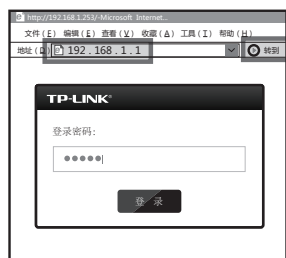 http://192.168.1.253/-Microsoft Internet...
文件(F) 编辑(E) 查看(V) 收藏(A) 工具(I) 帮助(H)
地址(D) 192.168.1.1 转到
TP-LINK®
登录密码:
登 录